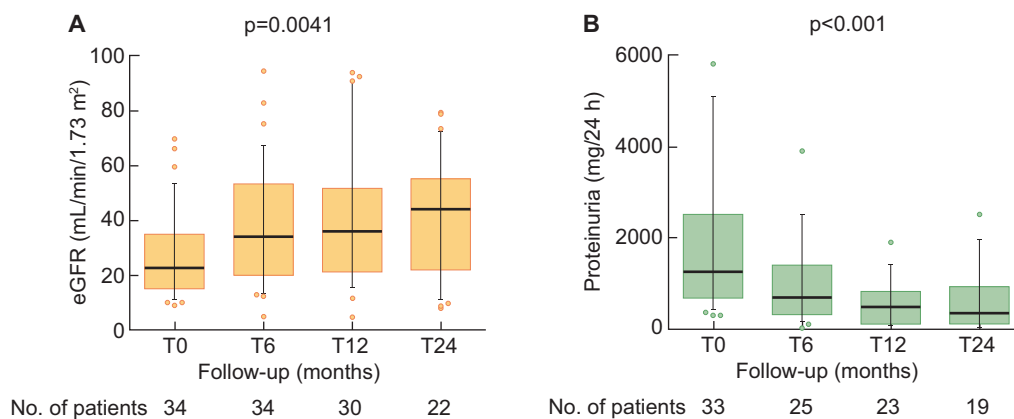 A
p=0.0041
eGFR (mL/min/1.73 m²)
100
80
60
40
20
0
T0 T6 T12 T24
Follow-up (months)
No. of patients 34 34 30 22
B
p<0.001
Proteinuria (mg/24 h)
6000
4000
2000
0
T0 T6 T12 T24
Follow-up (months)
No. of patients 33 25 23 19